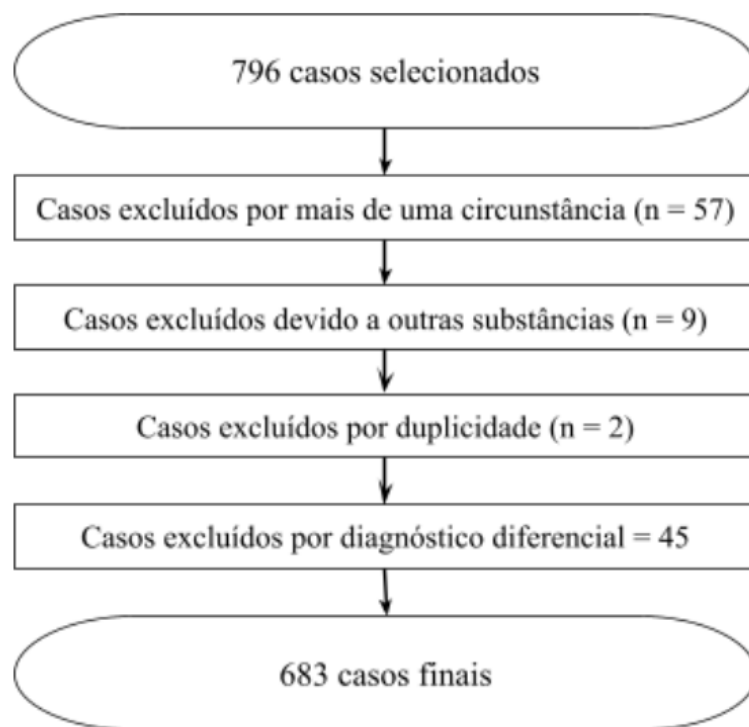 796 casos selecionados
Casos excluídos por mais de uma circunstância (n = 57)
Casos excluídos devido a outras substâncias (n = 9)
Casos excluídos por duplicidade (n = 2)
Casos excluídos por diagnóstico diferencial = 45
683 casos finais